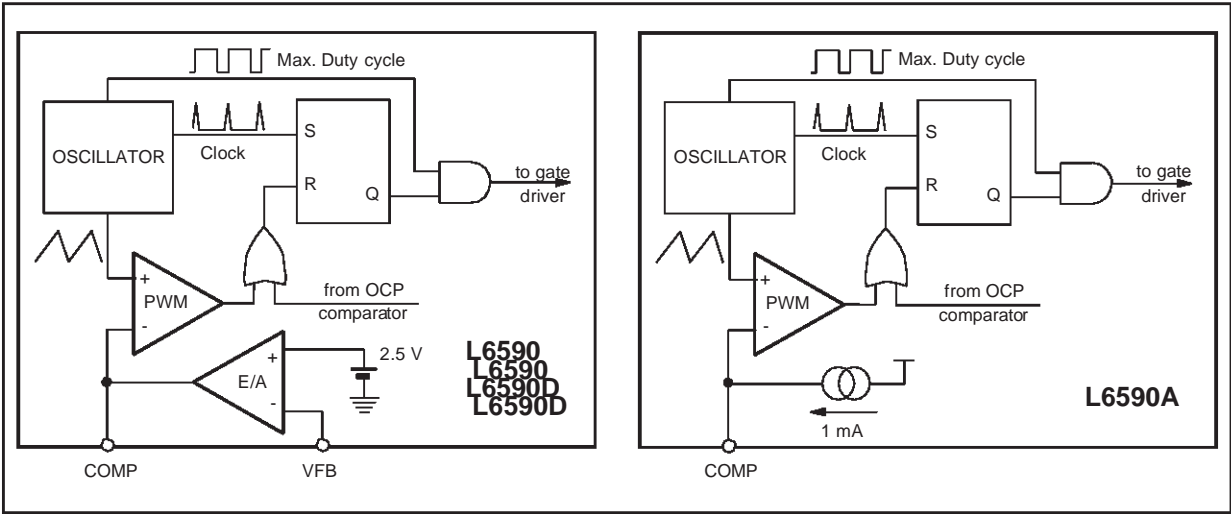 Max. Duty cycle
OSCILLATOR
Clock
S
R
Q
to gate
driver
+
PWM
-
from OCP
comparator
E/A
+
-
2.5 V
L6590
L6590
L6590D
L6590D
COMP
VFB
Max. Duty cycle
OSCILLATOR
Clock
S
R
Q
to gate
driver
+
PWM
-
from OCP
comparator
1 mA
L6590A
COMP